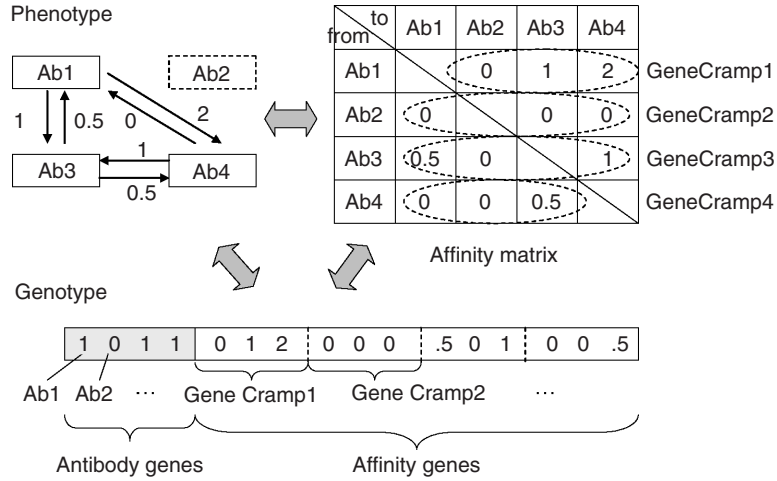 Phenotype
Ab1
Ab2
1
0.5
0
2
Ab3
1
0.5
Ab4
from to Ab1 Ab2 Ab3 Ab4
Ab1 0 1 2 GeneCramp1
Ab2 0 0 0 GeneCramp2
Ab3 0.5 0 1 GeneCramp3
Ab4 0 0 0.5 GeneCramp4
Affinity matrix
Genotype
1 0 1 1 0 1 2 0 0 0 .5 0 1 0 0 .5
Ab1 Ab2 ... Gene Cramp1 Gene Cramp2 ...
Antibody genes Affinity genes